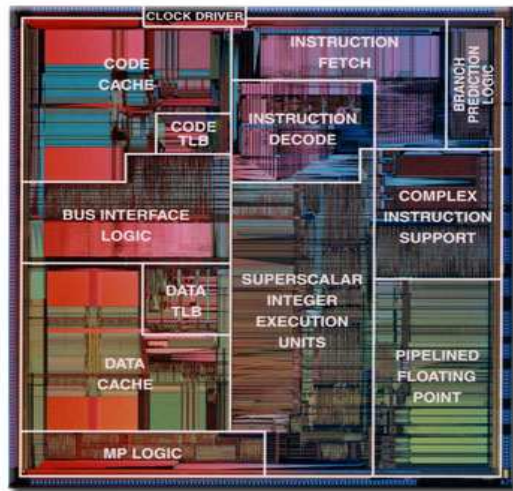 CLOCK DRIVER
CODE
CACHE
INSTRUCTION
FETCH
BRANCH
PREDICTION
LOGIC
CODE
TLB
INSTRUCTION
DECODE
BUS INTERFACE
LOGIC
COMPLEX
INSTRUCTION
SUPPORT
DATA
TLB
SUPERSCALAR
INTEGER
EXECUTION
UNITS
DATA
CACHE
PIPELINED
FLOATING
POINT
MP LOGIC